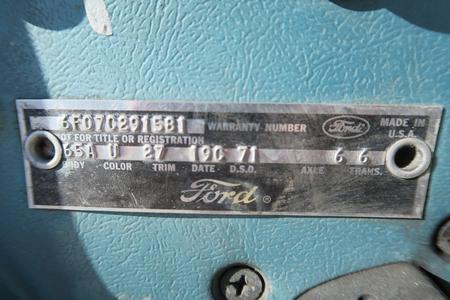 6F07C291581 WARRANTY NUMBER Ford MADE IN U.S.A.
NOT FOR TITLE OR REGISTRATION
65A U 27 19C 71 6 6
BODY COLOR TRIM DATE D.S.O. AXLE TRANS.
Ford ®